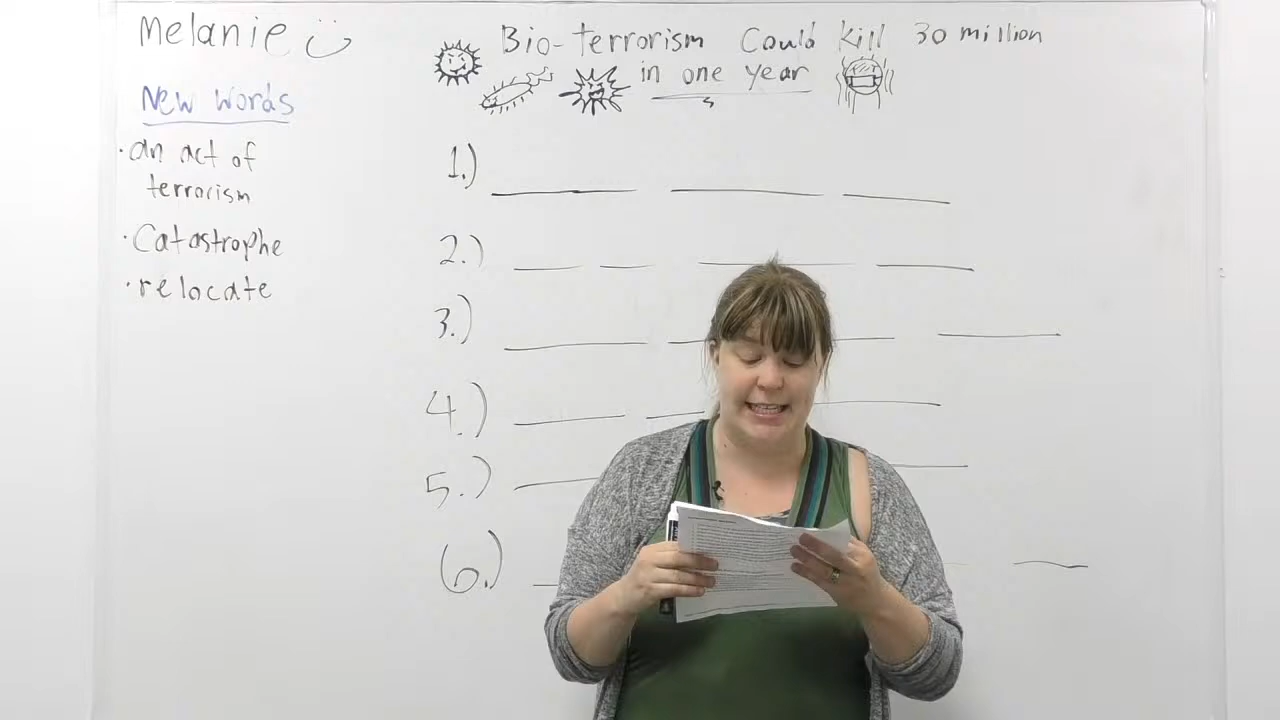 Melanie
New words
• an act of
terrorism
• Catastrophe
• relocate
Bio-terrorism Could kill 30 million
in one year
1.)
2.)
3.)
4.)
5.)
6.)